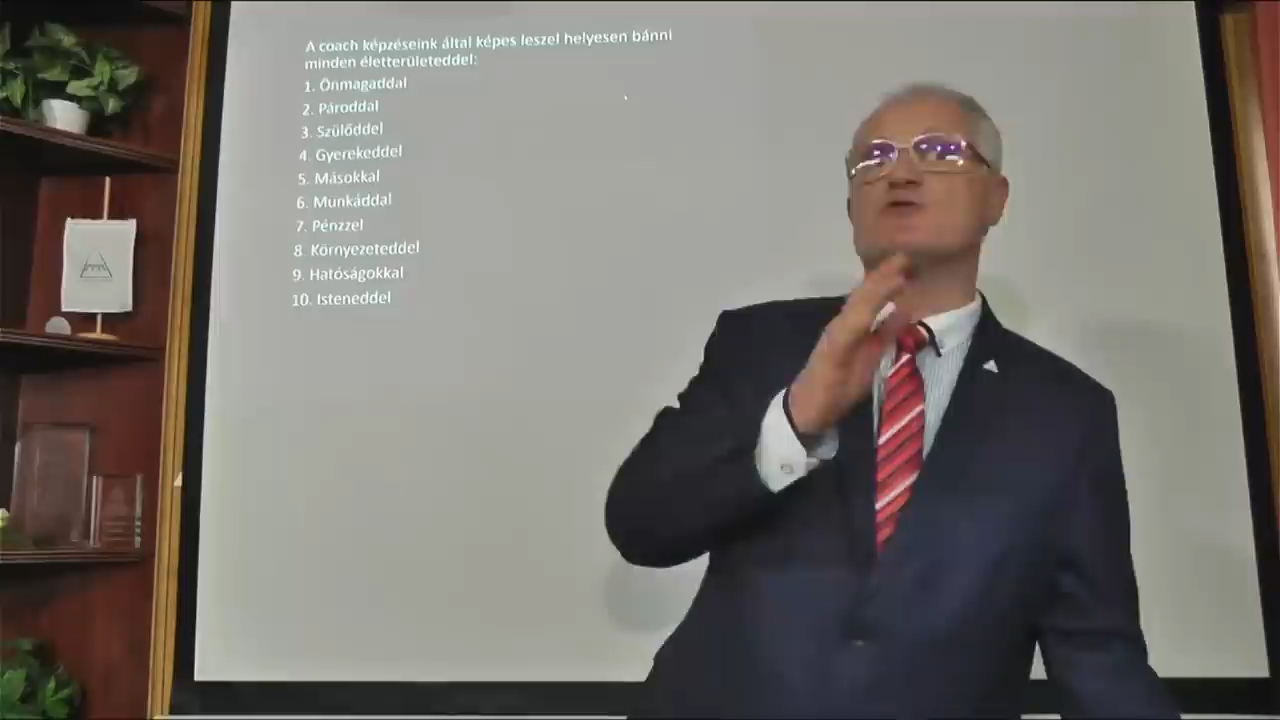 A coach képzéseink által képes leszel helyesen bánni
minden életterületeddel:
1. Önmagaddal
2. Pároddal
3. Szülőddel
4. Gyerekeddel
5. Másokkal
6. Munkáddal
7. Pénzzel
8. Környezeteddel
9. Hatóságokkal
10. Isteneddel